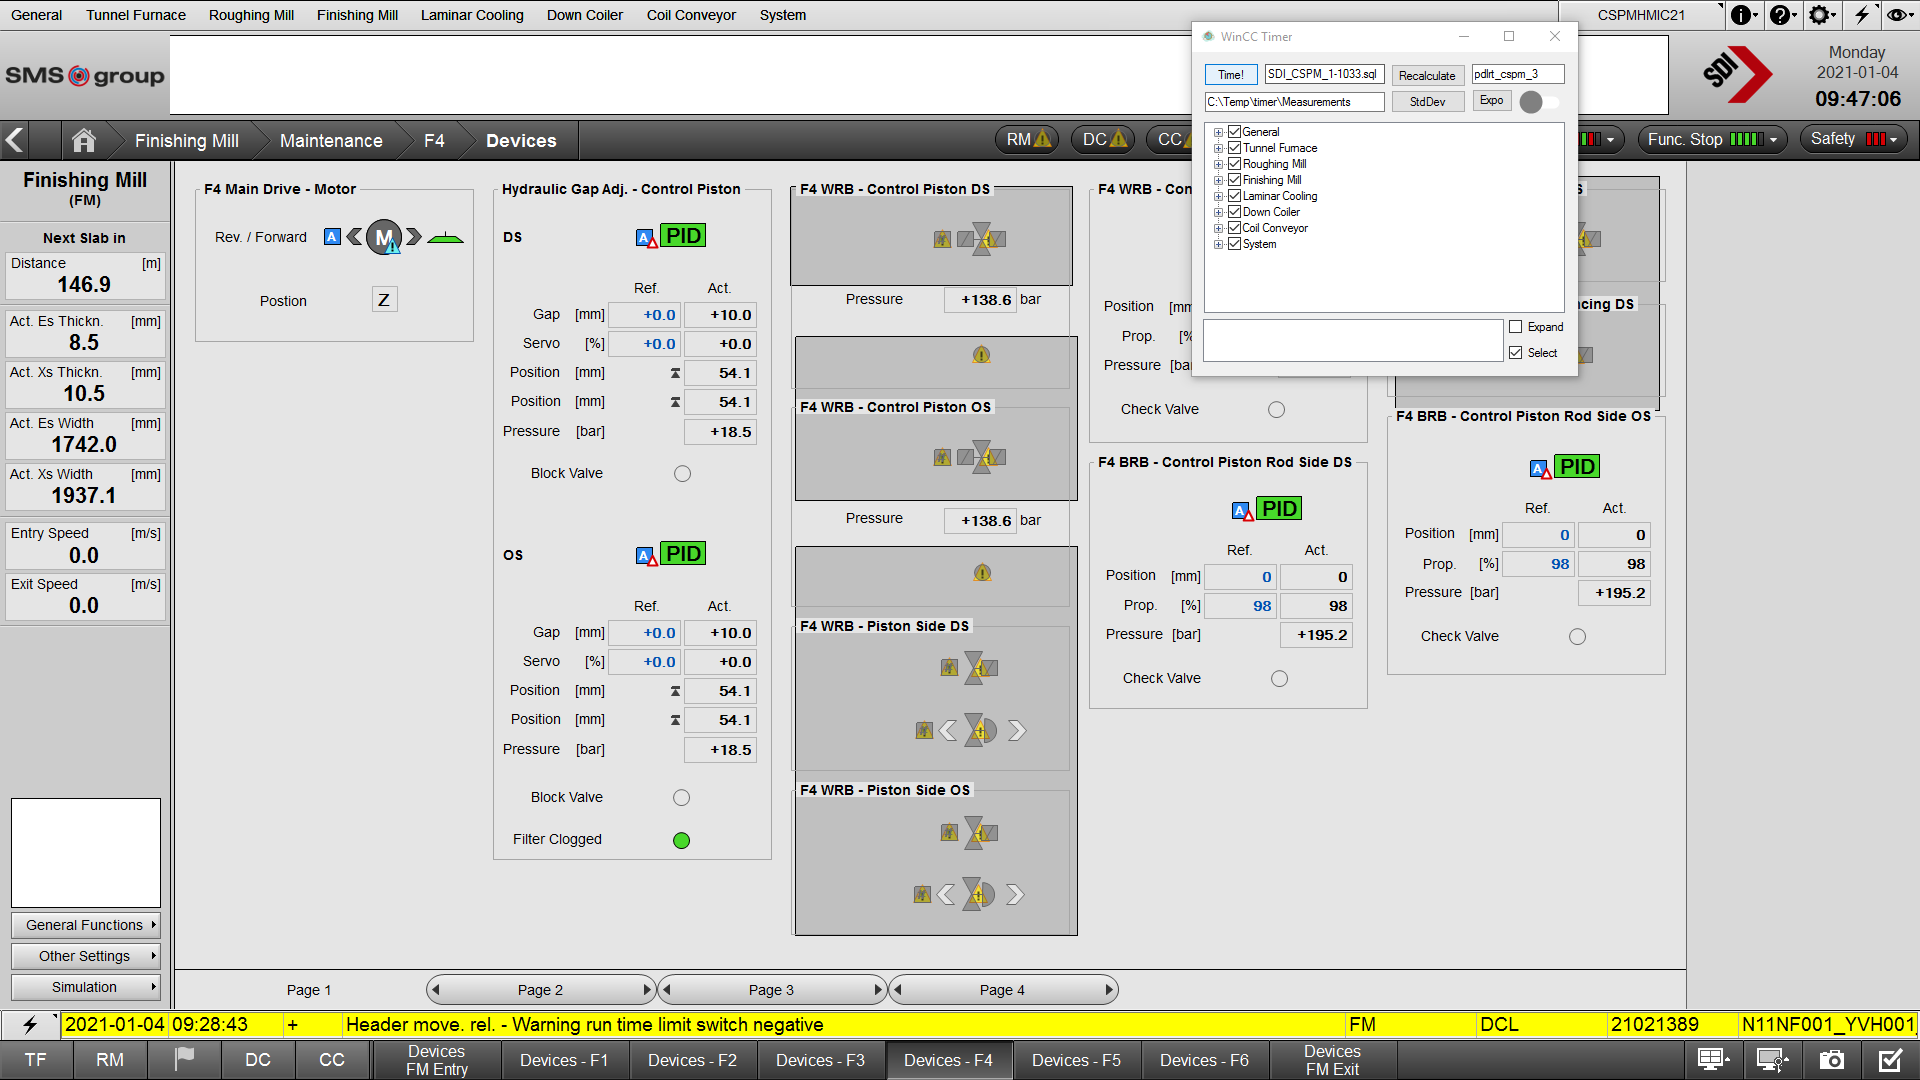 General Tunnel Furnace Roughing Mill Finishing Mill Laminar Cooling Down Coiler Coil Conveyor System CSPMHMIC21
SMS group
SDI
Monday
2021-01-04
09:47:06
Finishing Mill Maintenance F4 Devices RM DC CC Func. Stop Safety
WinCC Timer
Time! SDI_CSPM_1-1033.sql Recalculate pdlrt_cspm_3
C:\Temp\timer\Measurements StdDev Expo
General
Tunnel Furnace
Roughing Mill
Finishing Mill
Laminar Cooling
Down Coiler
Coil Conveyor
System
Expand
Select
Finishing Mill
(FM)
Next Slab in
Distance [m]
146.9
Act. Es Thickn. [mm]
8.5
Act. Xs Thickn. [mm]
10.5
Act. Es Width [mm]
1742.0
Act. Xs Width [mm]
1937.1
Entry Speed [m/s]
0.0
Exit Speed [m/s]
0.0
General Functions
Other Settings
Simulation
F4 Main Drive - Motor
Rev. / Forward A M
Postion Z
Hydraulic Gap Adj. - Control Piston
DS A PID
Ref. Act.
Gap [mm] +0.0 +10.0
Servo [%] +0.0 +0.0
Position [mm] 54.1
Position [mm] 54.1
Pressure [bar] +18.5
Block Valve
OS A PID
Ref. Act.
Gap [mm] +0.0 +10.0
Servo [%] +0.0 +0.0
Position [mm] 54.1
Position [mm] 54.1
Pressure [bar] +18.5
Block Valve
Filter Clogged
F4 WRB - Control Piston DS
Pressure +138.6 bar
F4 WRB - Control Piston OS
Pressure +138.6 bar
F4 WRB - Piston Side DS
F4 WRB - Piston Side OS
F4 WRB - Con
Position [mm
Prop. [%
Pressure [ba
Check Valve
F4 BRB - Control Piston Rod Side DS
A PID
Ref. Act.
Position [mm] 0 0
Prop. [%] 98 98
Pressure [bar] +195.2
Check Valve
S
ncing DS
F4 BRB - Control Piston Rod Side OS
A PID
Ref. Act.
Position [mm] 0 0
Prop. [%] 98 98
Pressure [bar] +195.2
Check Valve
Page 1 Page 2 Page 3 Page 4
2021-01-04 09:28:43 + Header move. rel. - Warning run time limit switch negative FM DCL 21021389 N11NF001_YVH001
TF RM DC CC Devices FM Entry Devices - F1 Devices - F2 Devices - F3 Devices - F4 Devices - F5 Devices - F6 Devices FM Exit